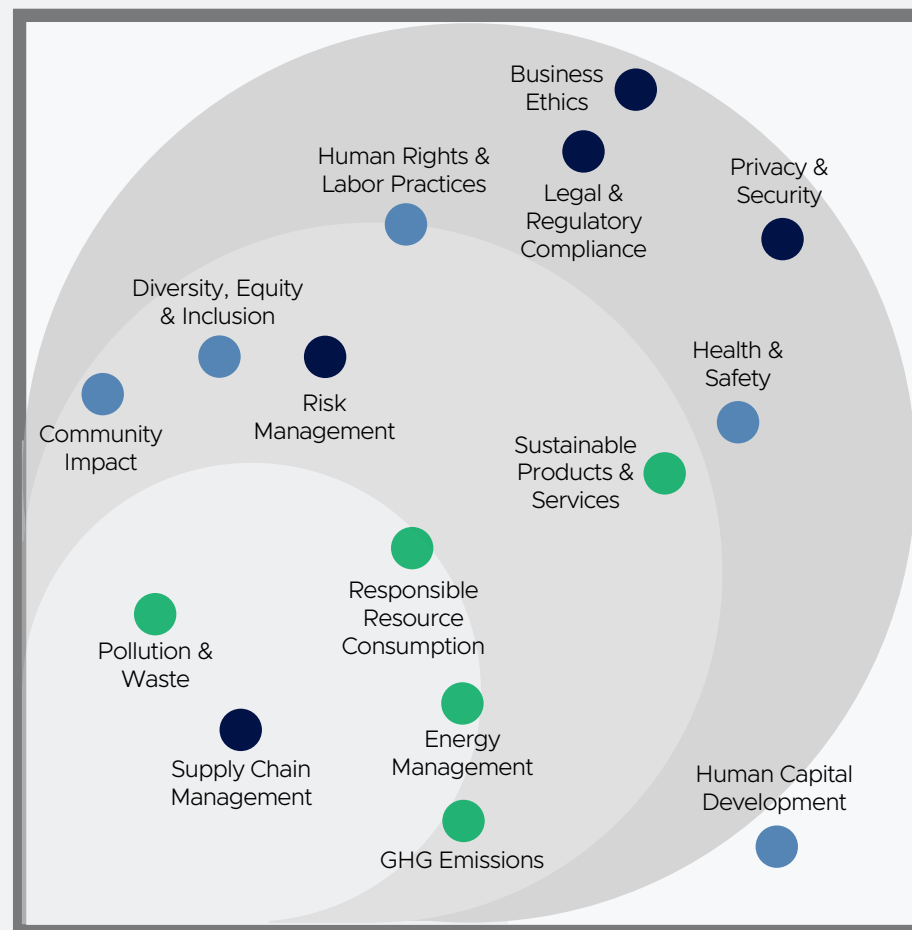 Business
Ethics
Human Rights &
Labor Practices
Privacy &
Security
Legal &
Regulatory
Compliance
Diversity, Equity
& Inclusion
Health &
Safety
Risk
Management
Community
Impact
Sustainable
Products &
Services
Responsible
Resource
Consumption
Pollution &
Waste
Energy
Management
Supply Chain
Management
Human Capital
Development
GHG Emissions